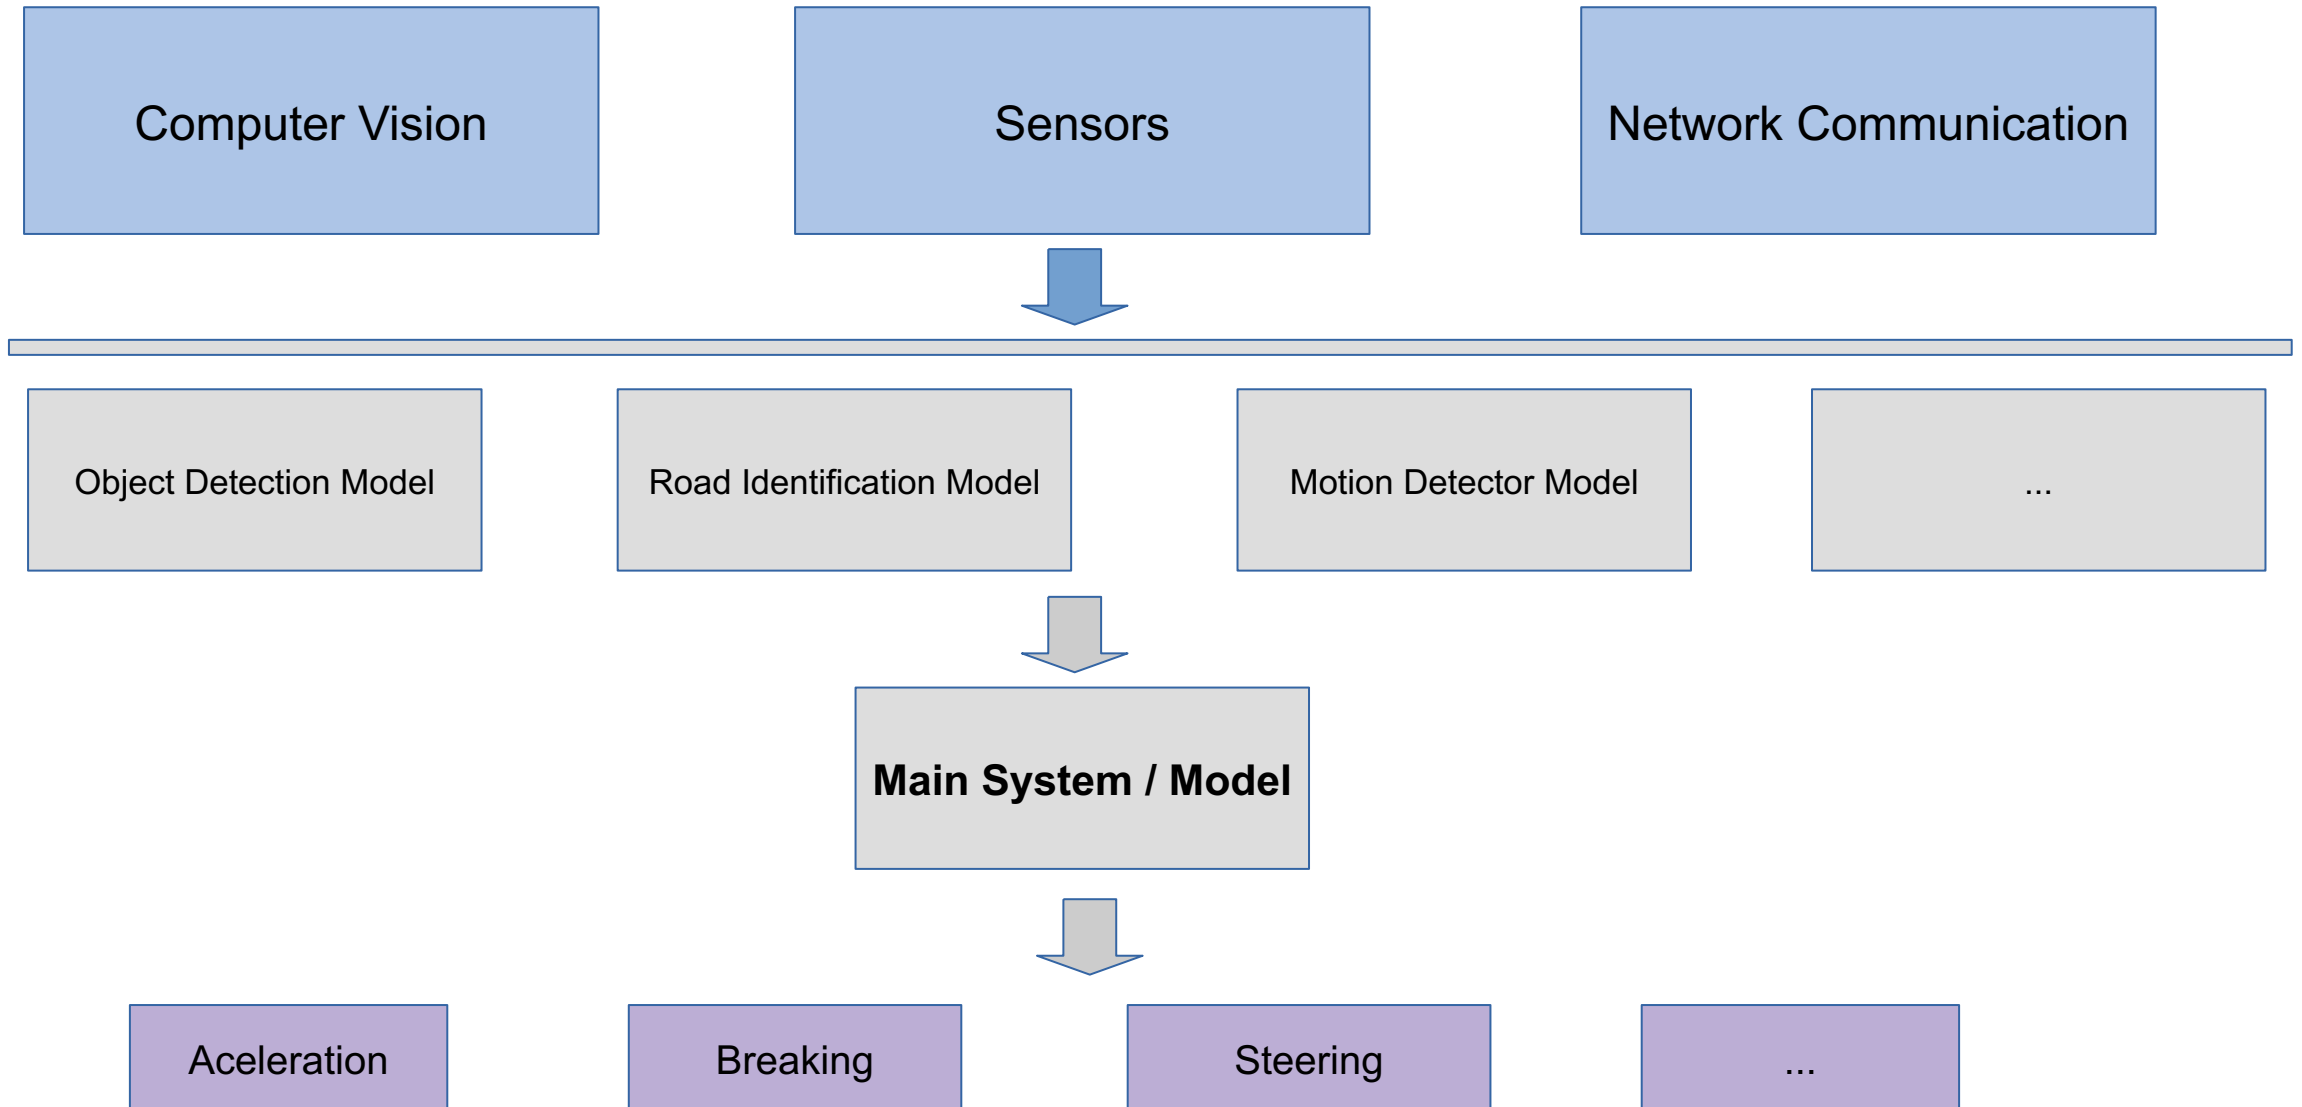 Computer Vision
Sensors
Network Communication
Object Detection Model
Road Identification Model
Motion Detector Model
...
Main System / Model
Aceleration
Breaking
Steering
...